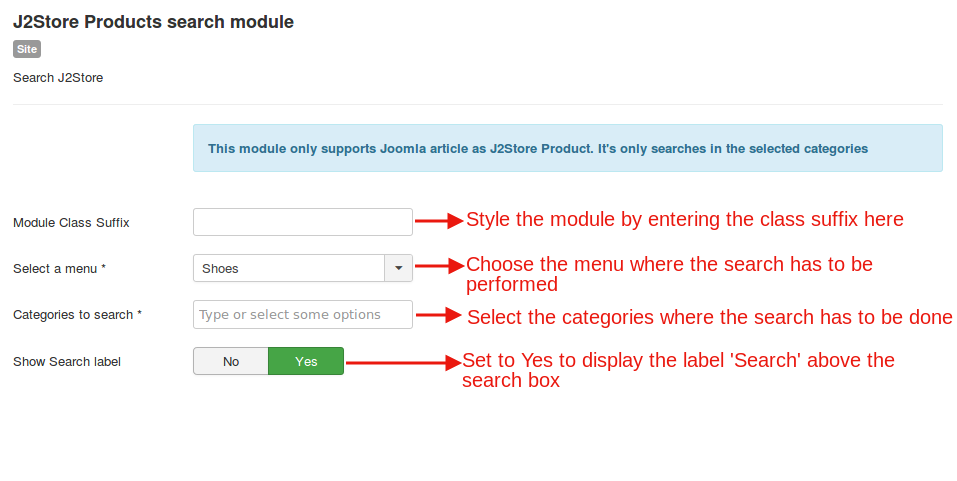 J2Store Products search module
Site
Search J2Store
This module only supports Joomla article as J2Store Product. It's only searches in the selected categories
Module Class Suffix
Style the module by entering the class suffix here
Select a menu *
Shoes
Choose the menu where the search has to be
performed
Categories to search *
Type or select some options
Select the categories where the search has to be done
Show Search label
No
Yes
Set to Yes to display the label 'Search' above the
search box